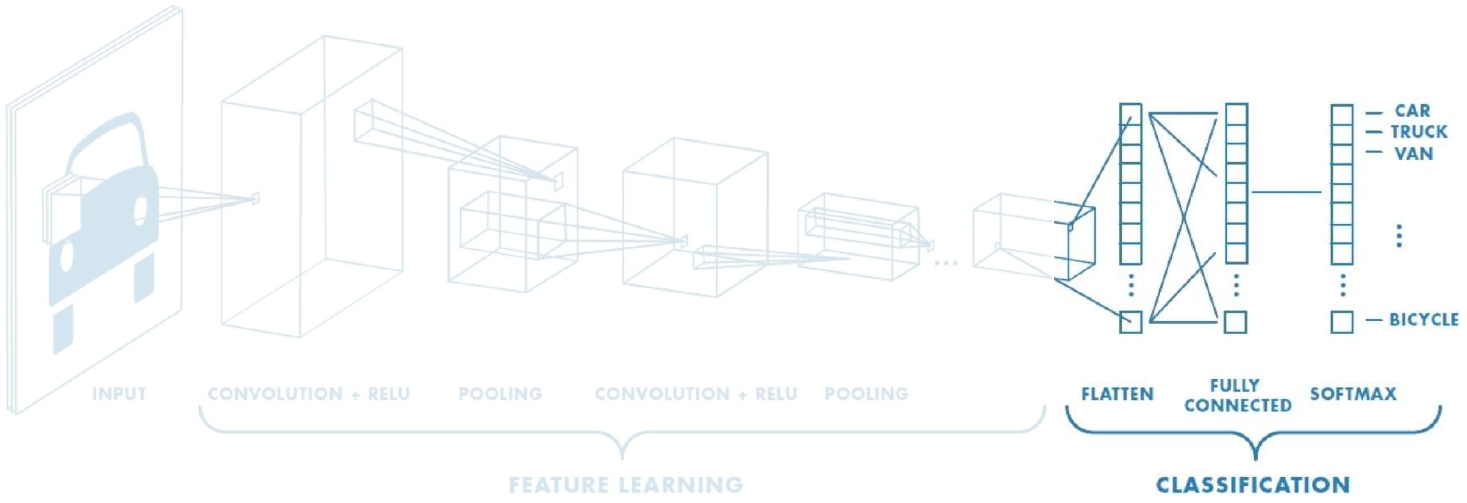 CAR
TRUCK
VAN
BICYCLE
INPUT
CONVOLUTION + RELU
POOLING
CONVOLUTION + RELU
POOLING
FLATTEN
FULLY
CONNECTED
SOFTMAX
FEATURE LEARNING
CLASSIFICATION